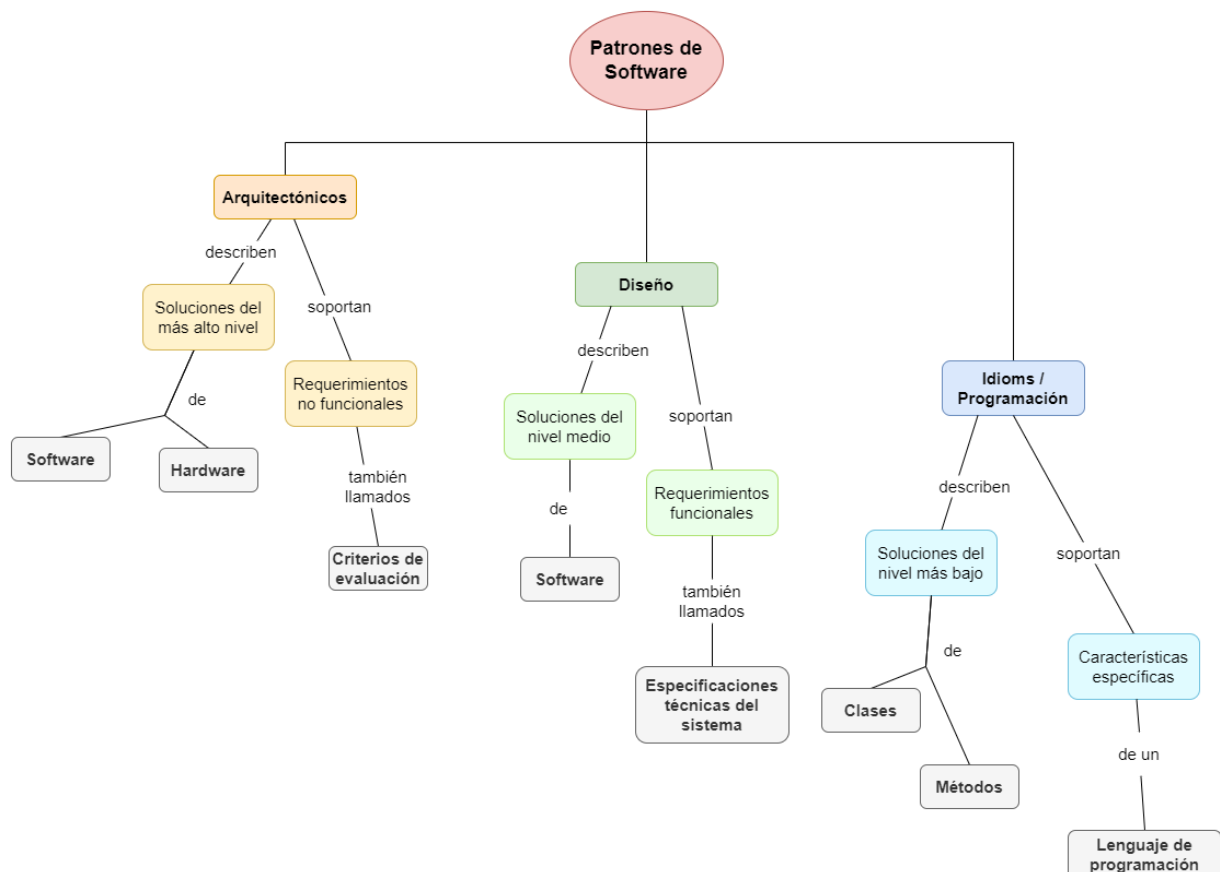 Patrones de
Software
Arquitectónicos
describen
Soluciones del
más alto nivel
de
Software
Hardware
soportan
Requerimientos
no funcionales
también
llamados
Criterios de
evaluación
Diseño
describen
Soluciones del
nivel medio
de
Software
soportan
Requerimientos
funcionales
también
llamados
Especificaciones
técnicas del
sistema
Idioms /
Programación
describen
Soluciones del
nivel más bajo
de
Clases
Métodos
soportan
Características
específicas
de un
Lenguaje de
programación